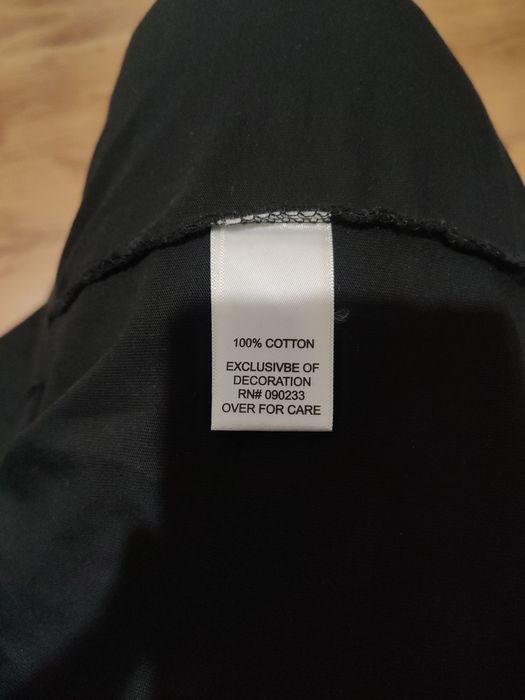 100% COTTON
EXCLUSIVBE OF
DECORATION
RN# 090233
OVER FOR CARE